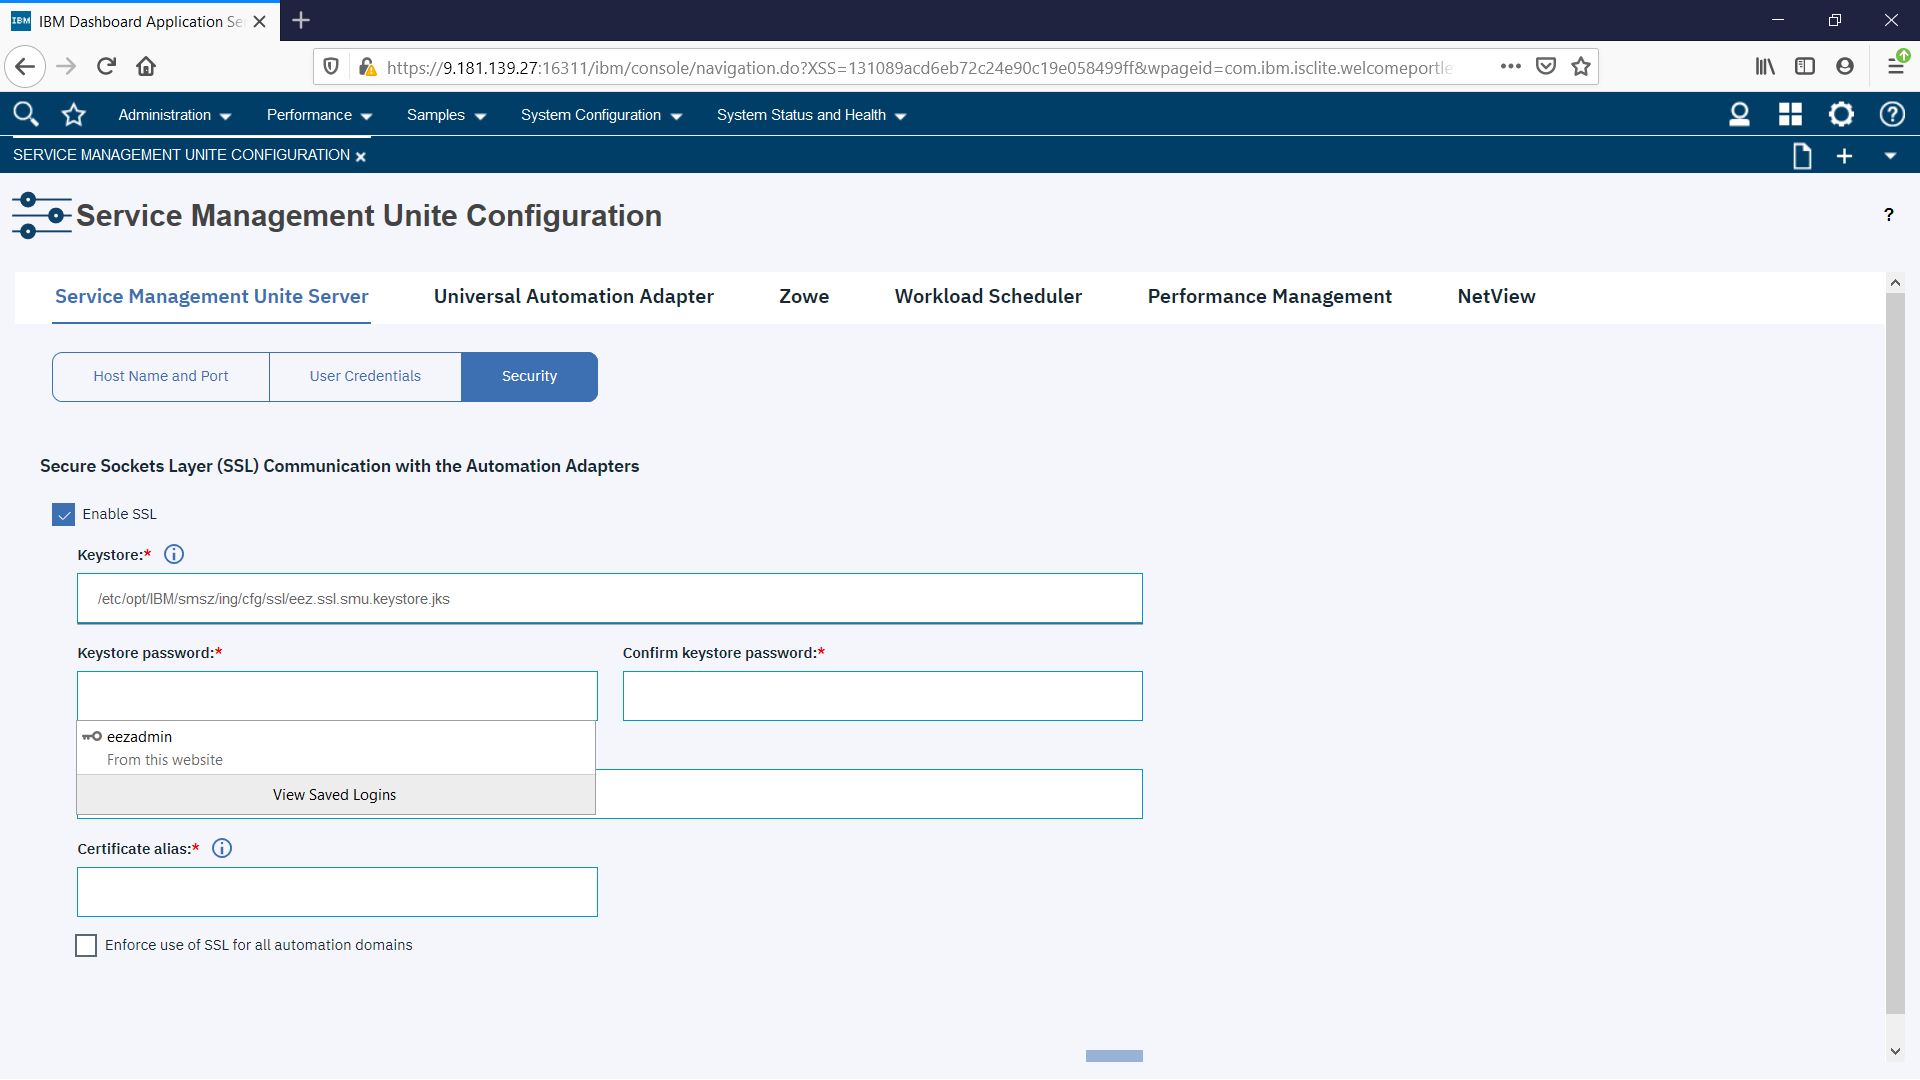 IBM IBM Dashboard Application Se
https://9.181.139.27:16311/ibm/console/navigation.do?XSS=131089acd6eb72c24e90c19e058499ff&wpageid=com.ibm.isclite.welcomeportle
Administration Performance Samples System Configuration System Status and Health ?
SERVICE MANAGEMENT UNITE CONFIGURATION
Service Management Unite Configuration ?
Service Management Unite Server Universal Automation Adapter Zowe Workload Scheduler Performance Management NetView
Host Name and Port User Credentials Security
Secure Sockets Layer (SSL) Communication with the Automation Adapters
Enable SSL
Keystore:* i
/etc/opt/IBM/smsz/ing/cfg/ssl/eez.ssl.smu.keystore.jks
Keystore password:* Confirm keystore password:*
eezadmin
From this website
View Saved Logins
Certificate alias:* i
Enforce use of SSL for all automation domains